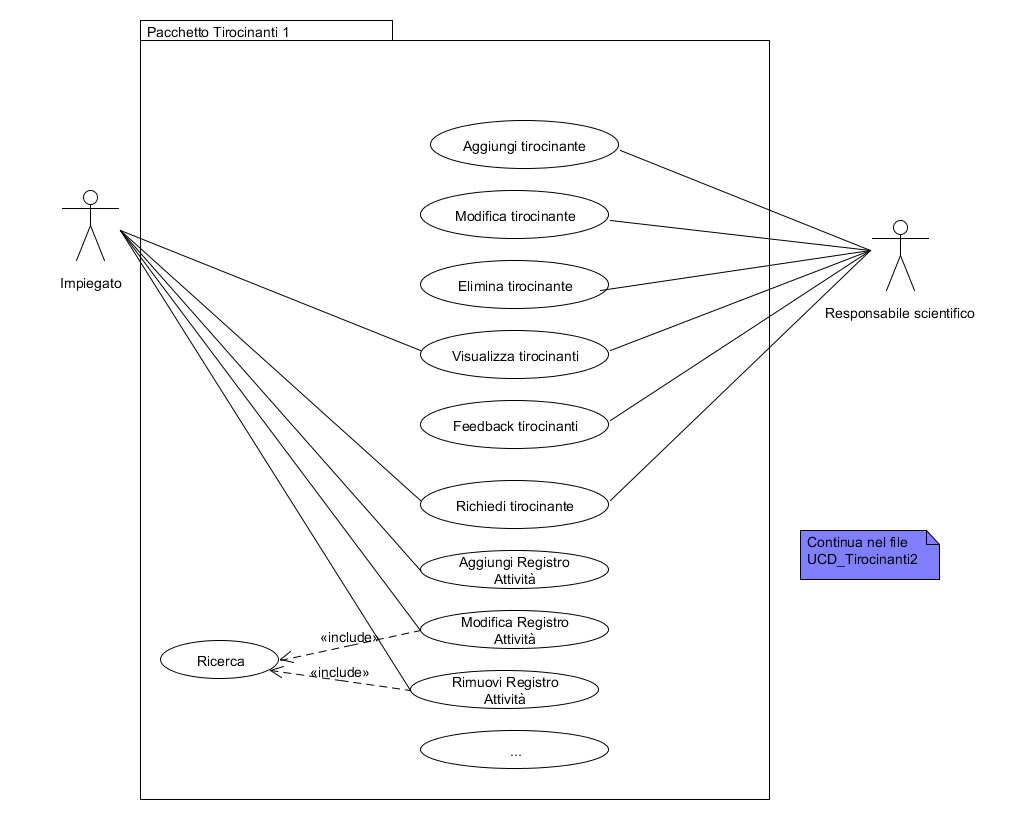 Pacchetto Tirocinanti 1
Aggiungi tirocinante
Modifica tirocinante
Impiegato
Elimina tirocinante
Responsabile scientifico
Visualizza tirocinanti
Feedback tirocinanti
Richiedi tirocinante
Continua nel file
UCD_Tirocinanti2
Aggiungi Registro
Attività
Modifica Registro
Attività
«include»
Ricerca
«include»
Rimuovi Registro
Attività
...